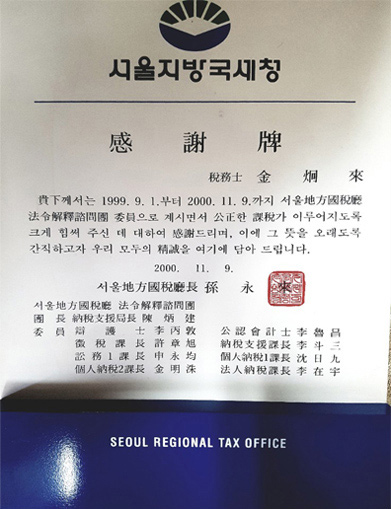 서울지방국세청
感謝牌
稅務士 金炯來
貴下께서는 1999. 9. 1.부터 2000. 11. 9.까지 서울地方國稅廳
法令解釋諮問團 委員으로 계시면서 公正한 課稅가 이루어지도록
크게 힘써 주신 데 대하여 感謝드리며, 이에 그 뜻을 오래도록
간직하고자 우리 모두의 精誠을 여기에 담아 드립니다.
2000. 11. 9.
서울地方國稅廳長 孫永來
서울地方國稅廳 法令解釋諮問團
團長 納稅支援局長 陳炳建
委員 辯護士 李丙敦 公認會計士 李魯昌
徵稅課長 許章旭 納稅支援課長 李斗三
訟務1課長 申永均 個人納稅1課長 沈日九
個人納稅2課長 金明洙 法人納稅課長 李在宇
SEOUL REGIONAL TAX OFFICE